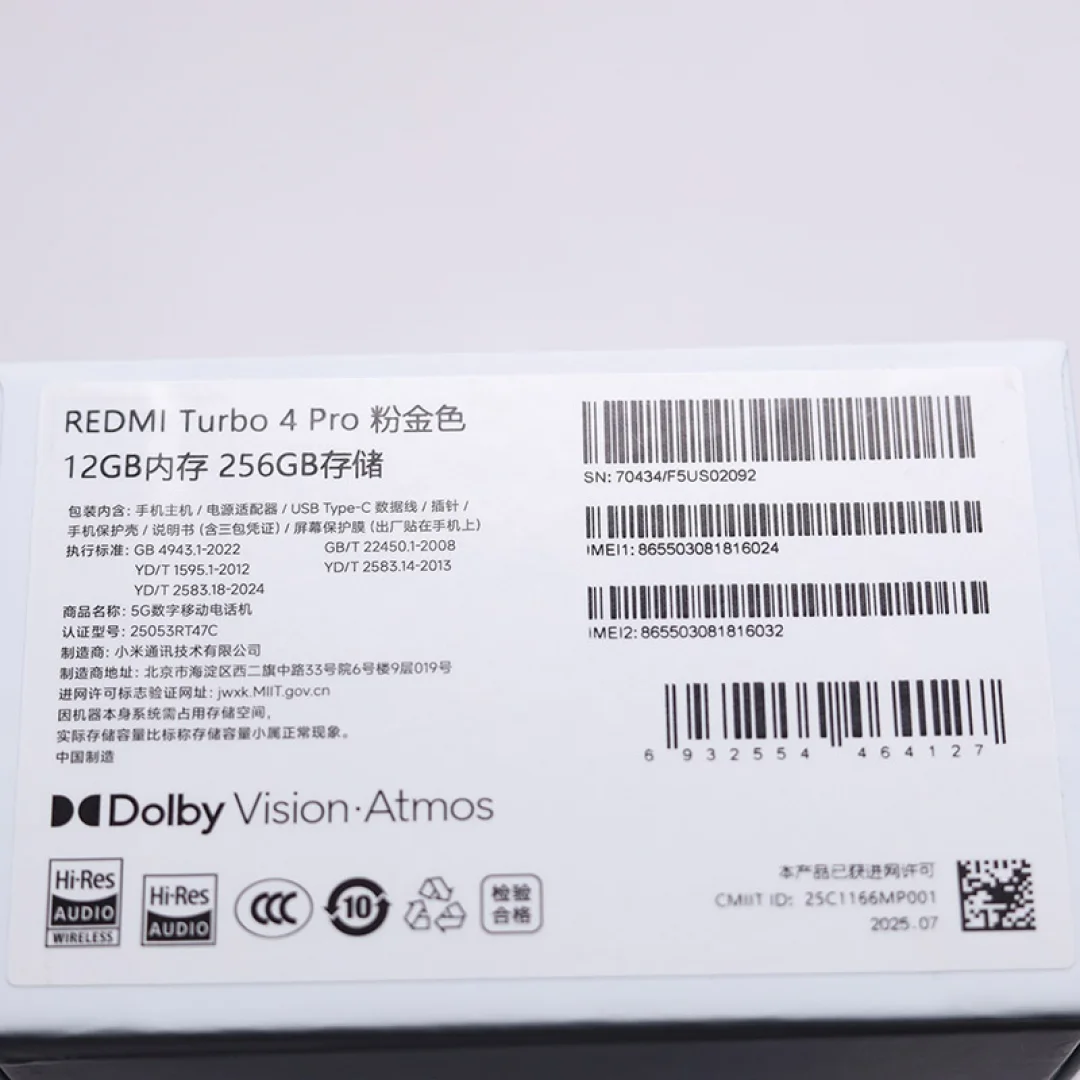 REDMI Turbo 4 Pro 粉金色
12GB内存 256GB存储
包装内含: 手机主机 / 电源适配器 / USB Type-C 数据线 / 插针 /
手机保护壳 / 说明书 (含三包凭证) / 屏幕保护膜 (出厂贴在手机上)
执行标准: GB 4943.1-2022 GB/T 22450.1-2008
YD/T 1595.1-2012 YD/T 2583.14-2013
YD/T 2583.18-2024
商品名称: 5G数字移动电话机
认证型号: 25053RT47C
制造商: 小米通讯技术有限公司
制造商地址: 北京市海淀区西二旗中路33号院6号楼9层019号
进网许可标志验证网址: jwxk.MIIT.gov.cn
因机器本身系统需占用存储空间,
实际存储容量比标称存储容量小属正常现象。
中国制造
Dolby Vision·Atmos
Hi-Res
AUDIO
WIRELESS
Hi-Res
AUDIO
CCC
10
检验
合格
SN: 70434/F5US02092
IMEI1: 865503081816024
IMEI2: 865503081816032
6 932554 464127
本产品已获进网许可
CMIIT ID: 25C1166MP001
2025.07